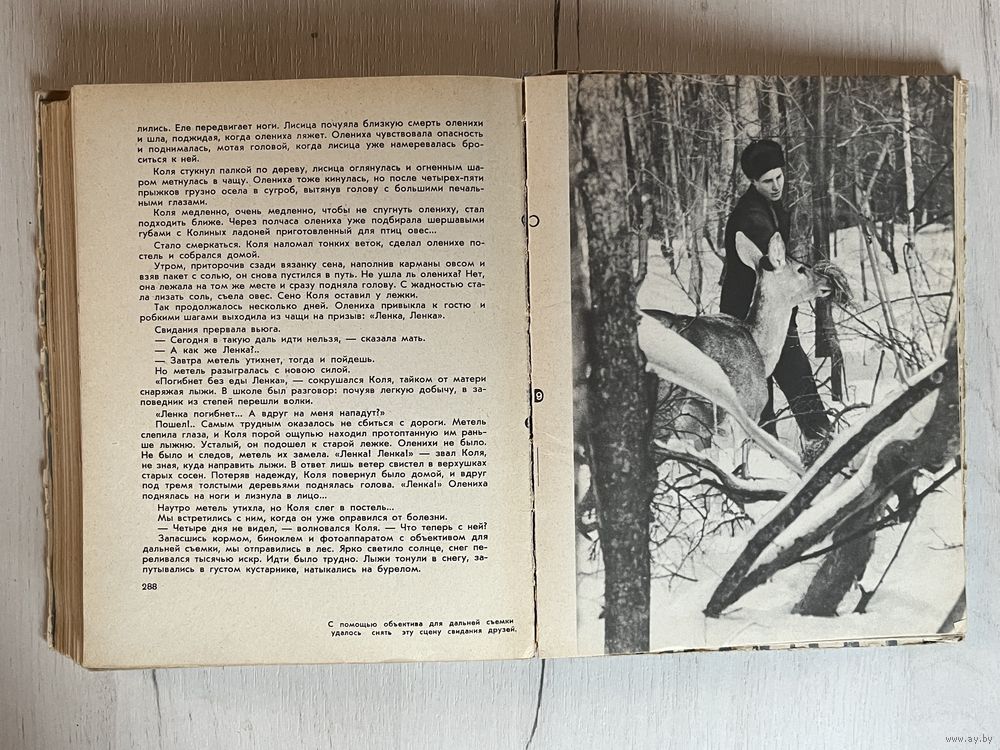 лились. Еле передвигает ноги. Лисица почуяла близкую смерть оленихи
и шла, поджидая, когда олениха ляжет. Олениха чувствовала опасность
и поднималась, мотая головой, когда лисица уже намеревалась бро-
ситься к ней.
Коля стукнул палкой по дереву, лисица оглянулась и огненным ша-
ром метнулась в чащу. Олениха тоже кинулась, но после четырех-пяти
прыжков грузно осела в сугроб, вытянув голову с большими печаль-
ными глазами.
Коля медленно, очень медленно, чтобы не спугнуть олениху, стал
подходить ближе. Через полчаса олениха уже подбирала шершавыми
губами с Колиных ладоней приготовленный для птиц овес...
Стало смеркаться. Коля наломал тонких веток, сделал оленихе по-
стель и собрался домой.
Утром, приторочив сзади вязанку сена, наполнив карманы овсом и
взяв пакет с солью, он снова пустился в путь. Не ушла ль олениха? Нет,
она лежала на том же месте и сразу подняла голову. С жадностью ста-
ла лизать соль, съела овес. Сено Коля оставил у лежки.
Так продолжалось несколько дней. Олениха привыкла к гостю и
робкими шагами выходила из чащи на призыв: «Ленка, Ленка».
Свидания прервала вьюга.
— Сегодня в такую даль идти нельзя, — сказала мать.
— А как же Ленка?..
— Завтра метель утихнет, тогда и пойдешь.
Но метель разыгралась с новою силой.
«Погибнет без еды Ленка», — сокрушался Коля, тайком от матери
снаряжая лыжи. В школе был разговор: почуяв легкую добычу, в за-
поведник из степей перешли волки.
«Ленка погибнет... А вдруг на меня нападут?»
Пошел!.. Самым трудным оказалось не сбиться с дороги. Метель
слепила глаза, и Коля порой ощупью находил протоптанную им рань-
ше лыжню. Усталый, он подошел к старой лежке. Оленихи не было.
Не было и следов, метель их замела. «Ленка! Ленка!» — звал Коля,
не зная, куда направить лыжи. В ответ лишь ветер свистел в верхушках
старых сосен. Потеряв надежду, Коля повернул было домой, и вдруг
под тремя толстыми деревьями поднялась голова. «Ленка!» Олениха
поднялась на ноги и лизнула в лицо...
Наутро метель утихла, но Коля слег в постель...
Мы встретились с ним, когда он уже оправился от болезни.
— Четыре дня не видел, — волновался Коля. — Что теперь с ней?
Запасшись кормом, биноклем и фотоаппаратом с объективом для
дальней съемки, мы отправились в лес. Ярко светило солнце, снег пе-
реливался тысячью искр. Идти было трудно. Лыжи тонули в снегу, за-
путывались в густом кустарнике, натыкались на бурелом.
288
С помощью объектива для дальней съемки
удалось снять эту сцену свидания друзей.
www.ay.by